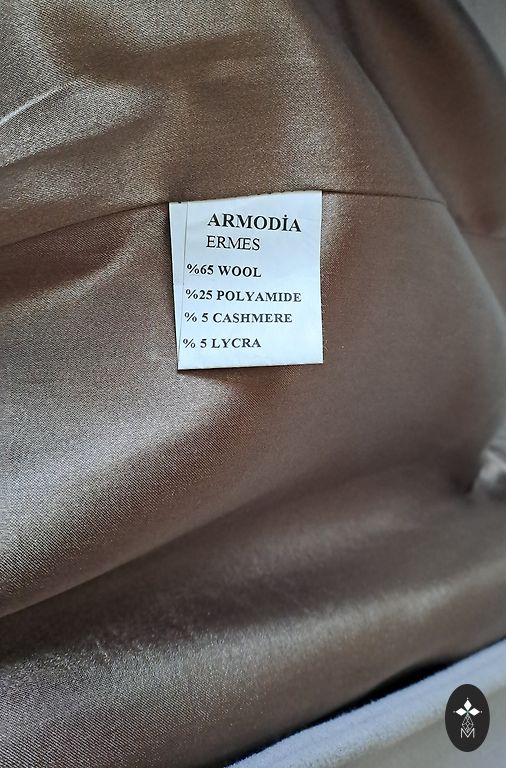 ARMODİA
ERMES
%65 WOOL
%25 POLYAMIDE
% 5 CASHMERE
% 5 LYCRA